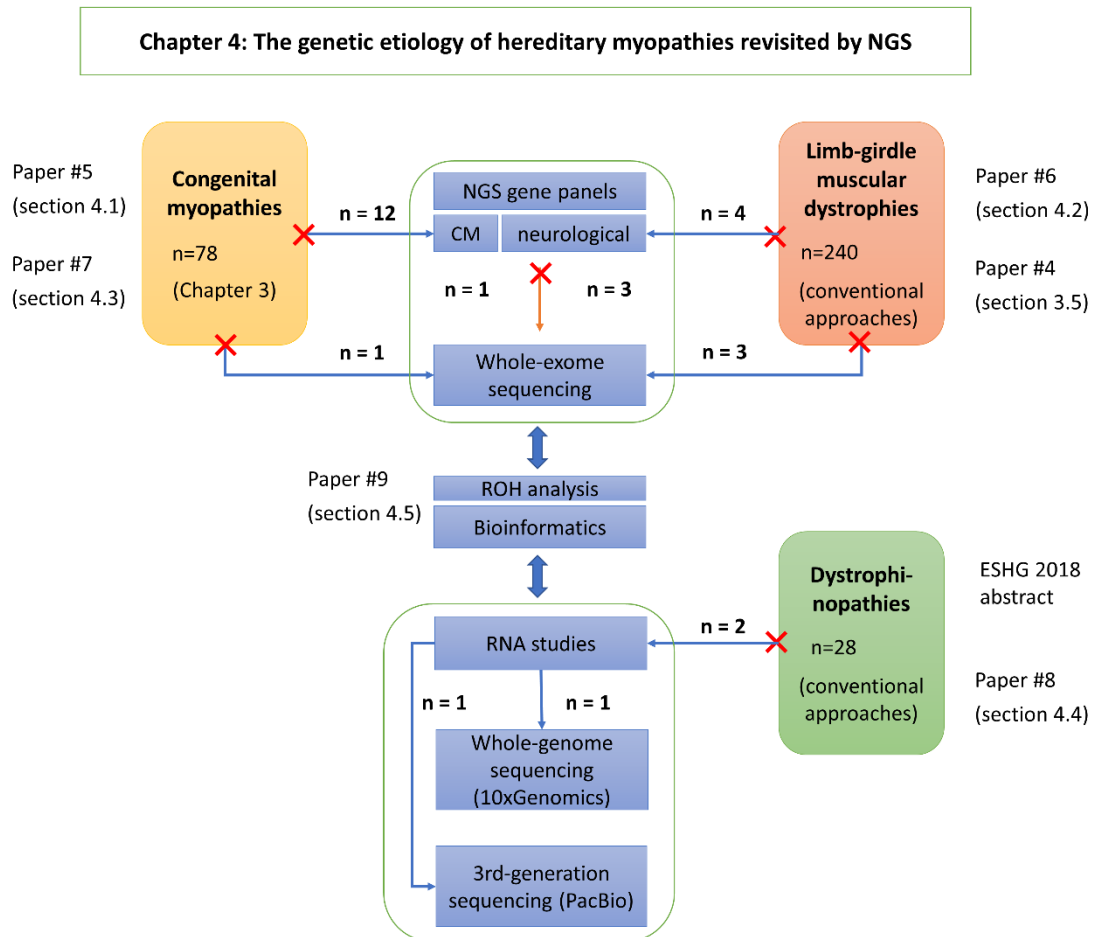 Chapter 4: The genetic etiology of hereditary myopathies revisited by NGS
Paper #5
(section 4.1)
Paper #7
(section 4.3)
Congenital
myopathies
n=78
(Chapter 3)
n = 12
n = 1
NGS gene panels
CM
neurological
n = 1
n = 3
Whole-exome
sequencing
n = 4
n = 3
Limb-girdle
muscular
dystrophies
n=240
(conventional
approaches)
Paper #6
(section 4.2)
Paper #4
(section 3.5)
Paper #9
(section 4.5)
ROH analysis
Bioinformatics
RNA studies
n = 1
n = 1
Whole-genome
sequencing
(10xGenomics)
3rd-generation
sequencing (PacBio)
n = 2
Dystrophi-
nopathies
n=28
(conventional
approaches)
ESHG 2018
abstract
Paper #8
(section 4.4)